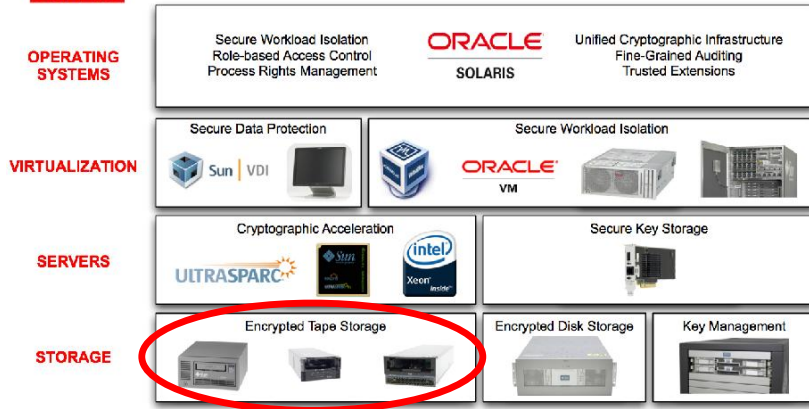 OPERATING
SYSTEMS
Secure Workload Isolation
Role-based Access Control
Process Rights Management
ORACLE
SOLARIS
Unified Cryptographic Infrastructure
Fine-Grained Auditing
Trusted Extensions
VIRTUALIZATION
Secure Data Protection
Sun VDI
Secure Workload Isolation
ORACLE
VM
SERVERS
Cryptographic Acceleration
ULTRASPARC
Sun
intel
Xeon
inside
Secure Key Storage
STORAGE
Encrypted Tape Storage
Encrypted Disk Storage
Key Management